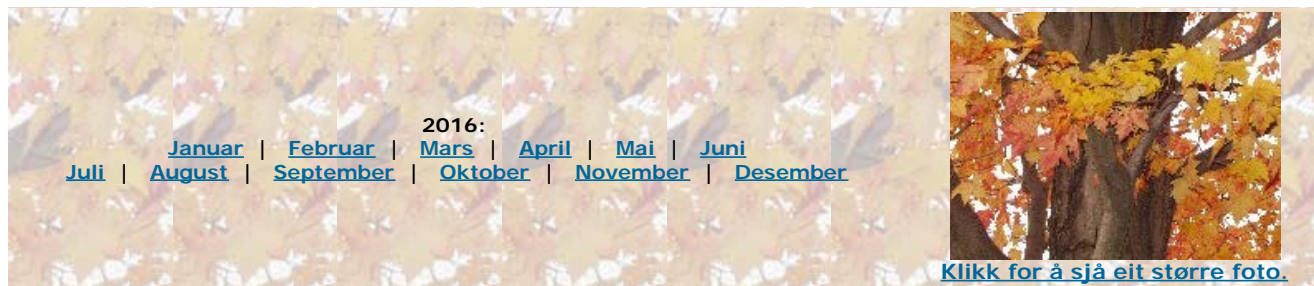 2016:
Januar | Februar | Mars | April | Mai | Juni
Juli | August | September | Oktober | November | Desember
Klikk for å sjå eit større foto.